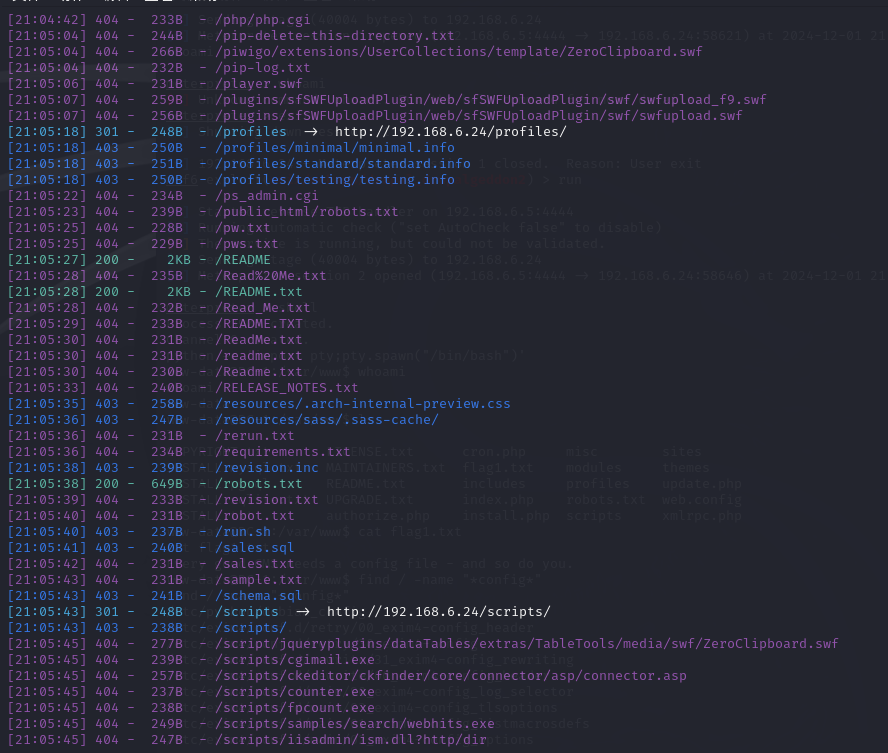 [21:04:42] 404 -  233B  - /php/php.cgi
[21:05:04] 404 -  244B  - /pip-delete-this-directory.txt
[21:05:04] 404 -  266B  - /piwigo/extensions/UserCollections/template/ZeroClipboard.swf
[21:05:04] 404 -  232B  - /pip-log.txt
[21:05:06] 404 -  231B  - /player.swf
[21:05:07] 404 -  259B  - /plugins/sfSWFUploadPlugin/web/sfSWFUploadPlugin/swf/swfupload_f9.swf
[21:05:07] 404 -  256B  - /plugins/sfSWFUploadPlugin/web/sfSWFUploadPlugin/swf/swfupload.swf
[21:05:18] 301 -  248B  - /profiles  →  http://192.168.6.24/profiles/
[21:05:18] 403 -  250B  - /profiles/minimal/minimal.info
[21:05:18] 403 -  251B  - /profiles/standard/standard.info
[21:05:18] 403 -  250B  - /profiles/testing/testing.info
[21:05:22] 404 -  234B  - /ps_admin.cgi
[21:05:23] 404 -  239B  - /public_html/robots.txt
[21:05:25] 404 -  228B  - /pw.txt
[21:05:25] 404 -  229B  - /pws.txt
[21:05:27] 200 -    2KB - /README
[21:05:28] 404 -  235B  - /Read%20Me.txt
[21:05:28] 200 -    2KB - /README.txt
[21:05:28] 404 -  232B  - /Read_Me.txt
[21:05:29] 404 -  233B  - /README.TXT
[21:05:30] 404 -  231B  - /ReadMe.txt
[21:05:30] 404 -  231B  - /readme.txt
[21:05:30] 404 -  230B  - /Readme.txt
[21:05:33] 404 -  240B  - /RELEASE_NOTES.txt
[21:05:35] 403 -  258B  - /resources/.arch-internal-preview.css
[21:05:36] 403 -  247B  - /resources/sass/.sass-cache/
[21:05:36] 404 -  231B  - /rerun.txt
[21:05:36] 404 -  234B  - /requirements.txt
[21:05:38] 403 -  239B  - /revision.inc
[21:05:38] 200 -  649B  - /robots.txt
[21:05:39] 404 -  233B  - /revision.txt
[21:05:40] 404 -  231B  - /robot.txt
[21:05:40] 403 -  237B  - /run.sh
[21:05:41] 403 -  240B  - /sales.sql
[21:05:42] 404 -  231B  - /sales.txt
[21:05:43] 404 -  231B  - /sample.txt
[21:05:43] 403 -  241B  - /schema.sql
[21:05:43] 301 -  248B  - /scripts  →  http://192.168.6.24/scripts/
[21:05:43] 403 -  238B  - /scripts/
[21:05:45] 404 -  277B  - /script/jqueryplugins/dataTables/extras/TableTools/media/swf/ZeroClipboard.swf
[21:05:45] 404 -  239B  - /scripts/cgimail.exe
[21:05:45] 404 -  257B  - /scripts/ckeditor/ckfinder/core/connector/asp/connector.asp
[21:05:45] 404 -  237B  - /scripts/counter.exe
[21:05:45] 404 -  238B  - /scripts/fpcount.exe
[21:05:45] 404 -  249B  - /scripts/samples/search/webhits.exe
[21:05:45] 404 -  247B  - /scripts/iisadmin/ism.dll?http/dir